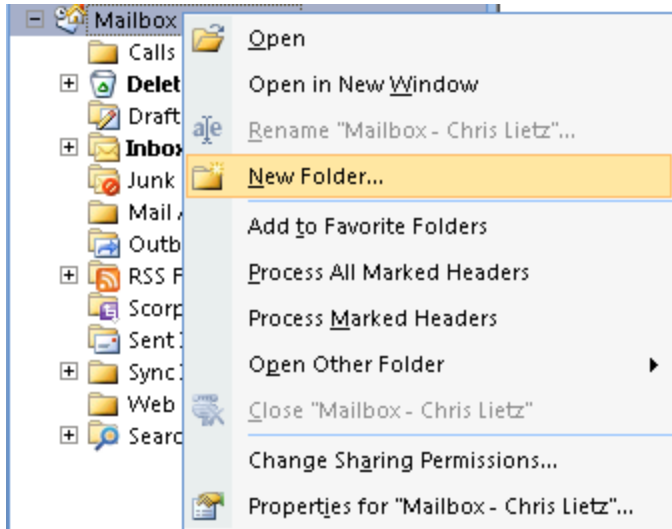 Mailbox
Calls
Delet
Draft
Inbox
Junk
Mail
Outb
RSS F
Scorp
Sent
Sync
Web
Searc
Open
Open in New Window
Rename "Mailbox - Chris Lietz"...
New Folder...
Add to Favorite Folders
Process All Marked Headers
Process Marked Headers
Open Other Folder
Close "Mailbox - Chris Lietz"
Change Sharing Permissions...
Properties for "Mailbox - Chris Lietz"...